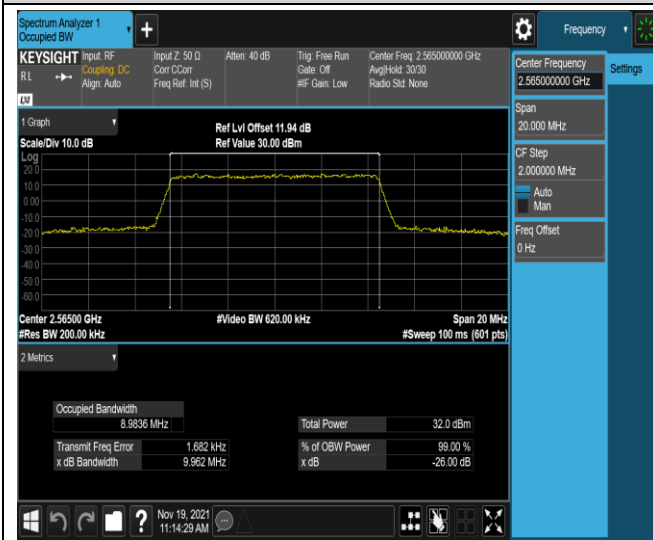 Spectrum Analyzer 1
Occupied BW
Frequency
KEYSIGHT
Input: RF
Input Z: 50 Ω
Atten: 40 dB
Trig: Free Run
Center Freq: 2.565000000 GHz
RL
Coupling: DC
Corr CCorr
Gate: Off
Avg|Hold: 30/30
Align: Auto
Freq Ref: Int (S)
#IF Gain: Low
Radio Std: None
LXI
Center Frequency
2.565000000 GHz
Settings
Span
20.000 MHz
CF Step
2.000000 MHz
Auto
Man
Freq Offset
0 Hz
1 Graph
Ref Lvl Offset 11.94 dB
Scale/Div 10.0 dB
Ref Value 30.00 dBm
Log
20.0
10.0
0.00
-10.0
-20.0
-30.0
-40.0
-50.0
-60.0
Center 2.56500 GHz
#Video BW 620.00 kHz
Span 20 MHz
#Res BW 200.00 kHz
#Sweep 100 ms (601 pts)
2 Metrics
Occupied Bandwidth
8.9836 MHz
Total Power
32.0 dBm
Transmit Freq Error
1.682 kHz
% of OBW Power
99.00 %
x dB Bandwidth
9.962 MHz
x dB
-26.00 dB
?
Nov 19, 2021
11:14:29 AM